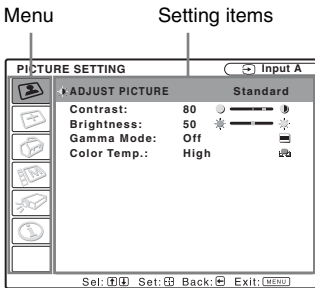 Menu Setting items
PICTURE SETTING Input A
ADJUST PICTURE Standard
Contrast: 80
Brightness: 50
Gamma Mode: Off
Color Temp.: High
Sel: Set: Back: Exit: MENU